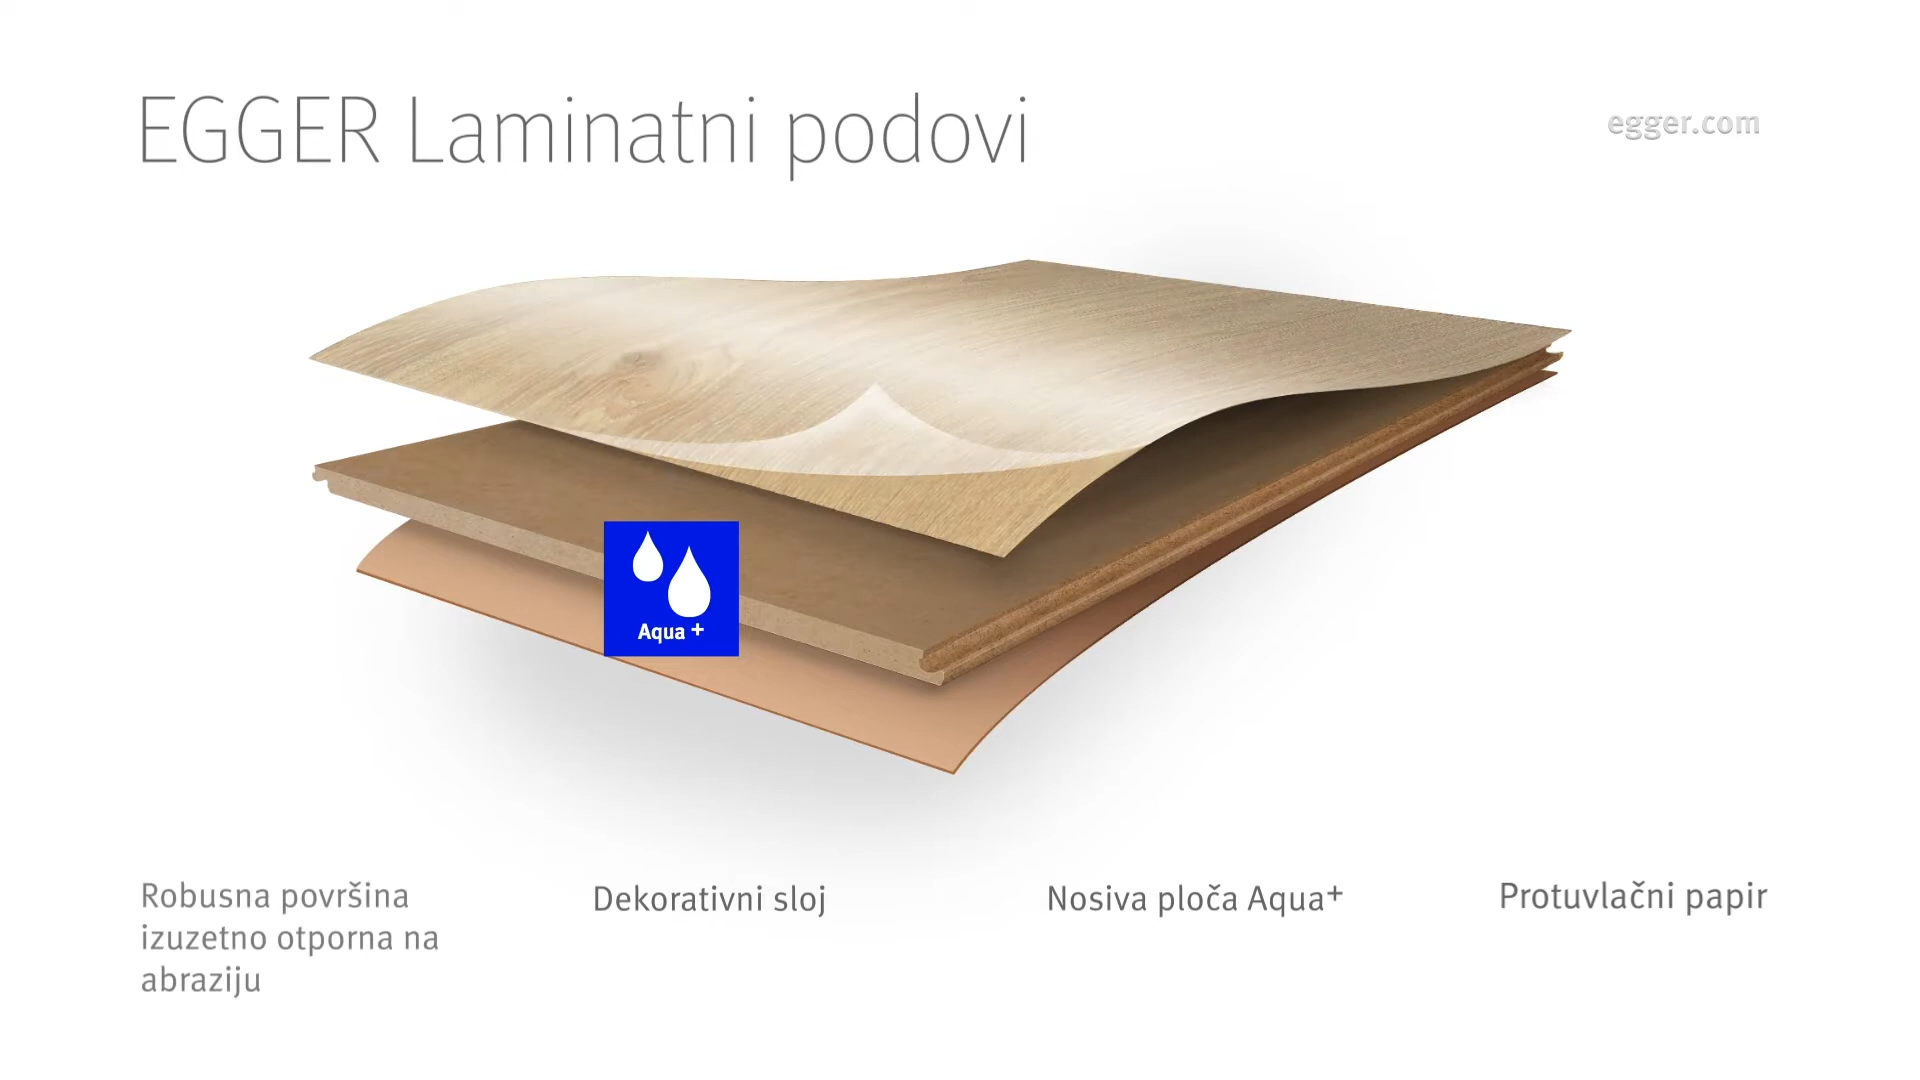 EGGER Laminatni podovi
egger.com
Aqua +
Robusna površina
izuzetno otporna na
abraziju
Dekorativni sloj
Nosiva ploča Aqua+
Protuvlačni papir